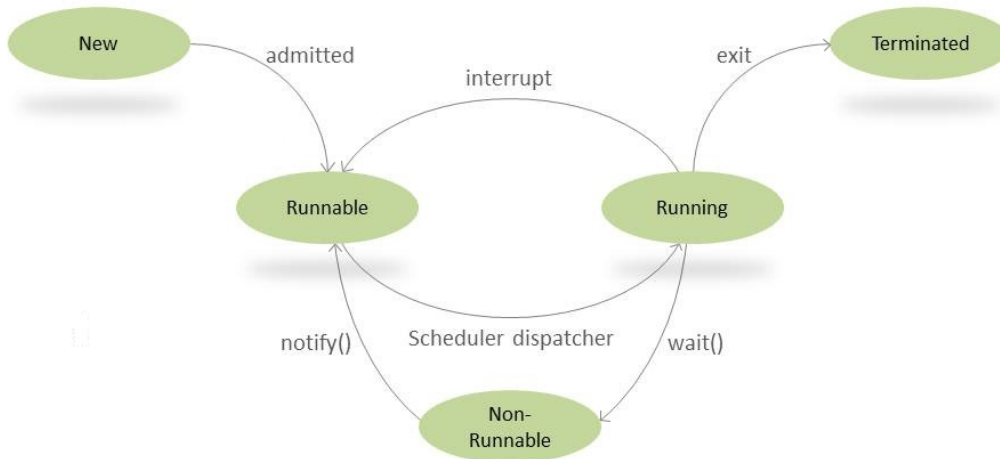 New
admitted
interrupt
exit
Terminated
Runnable
Running
notify()
Scheduler dispatcher
wait()
Non-
Runnable